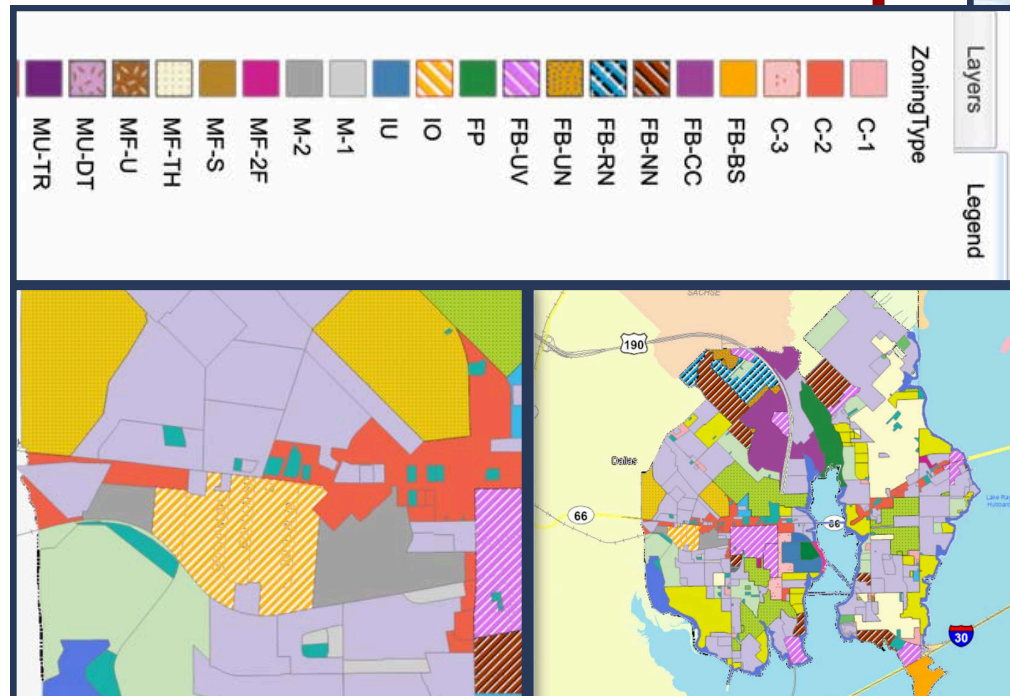 Layers
Legend
ZoningType
C-1
C-2
C-3
FB-BS
FB-CC
FB-NN
FB-RN
FB-UN
FB-UV
FP
IO
IU
M-1
M-2
MF-2F
MF-S
MF-TH
MF-U
MU-DT
MU-TR
SACHSE
190
Dallas
66
66
30